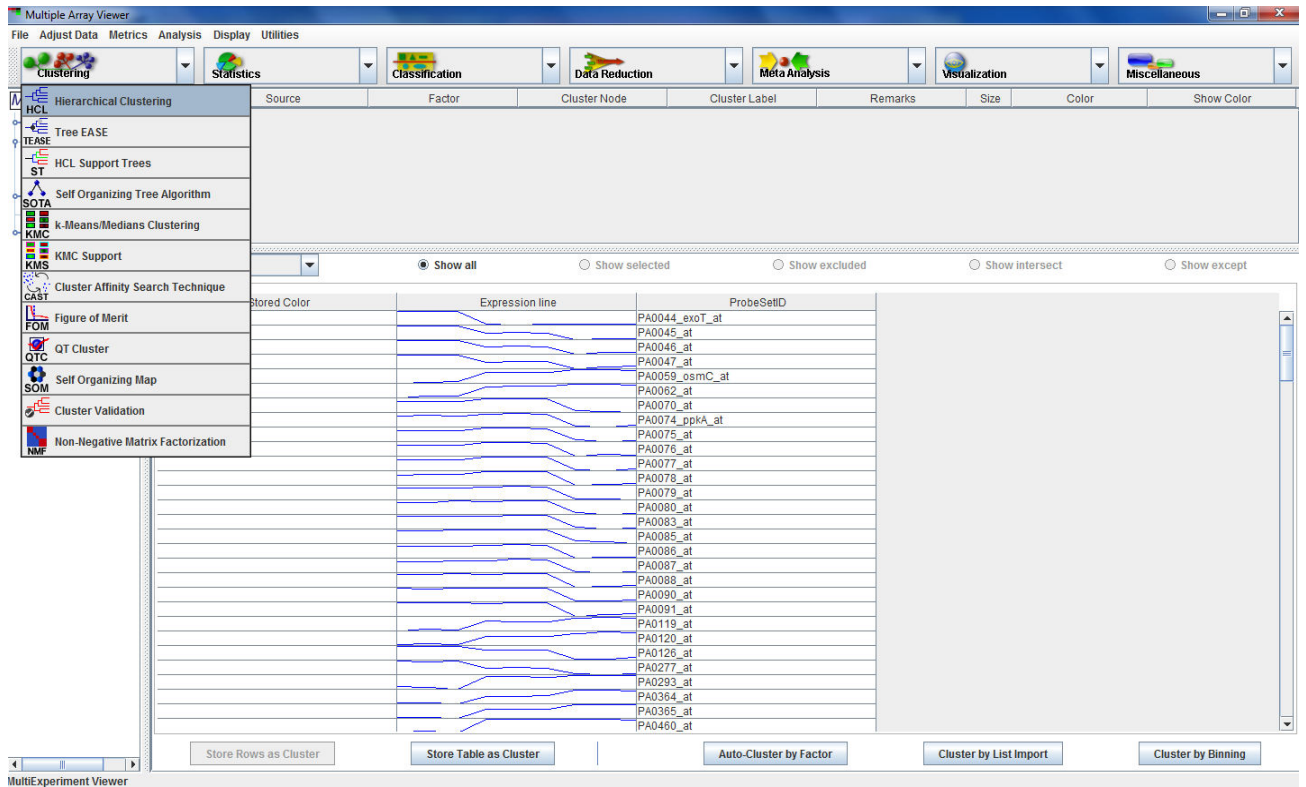 Multiple Array Viewer
File Adjust Data Metrics Analysis Display Utilities
Clustering Statistics Classification Data Reduction Meta Analysis Visualization Miscellaneous
Source Factor Cluster Node Cluster Label Remarks Size Color Show Color
HCL Hierarchical Clustering
TEASE Tree EASE
ST HCL Support Trees
SOTA Self Organizing Tree Algorithm
KMC k-Means/Medians Clustering
KMS KMC Support
CAST Cluster Affinity Search Technique
FOM Figure of Merit
QTC QT Cluster
SOM Self Organizing Map
Cluster Validation
NMF Non-Negative Matrix Factorization
Show all Show selected Show excluded Show intersect Show except
Stored Color Expression line ProbeSetID
PA0044_exoT_at
PA0045_at
PA0046_at
PA0047_at
PA0059_osmC_at
PA0062_at
PA0070_at
PA0074_ppkA_at
PA0075_at
PA0076_at
PA0077_at
PA0078_at
PA0079_at
PA0080_at
PA0083_at
PA0085_at
PA0086_at
PA0087_at
PA0088_at
PA0090_at
PA0091_at
PA0119_at
PA0120_at
PA0126_at
PA0277_at
PA0293_at
PA0364_at
PA0365_at
PA0460_at
Store Rows as Cluster Store Table as Cluster Auto-Cluster by Factor Cluster by List Import Cluster by Binning
MultiExperiment Viewer